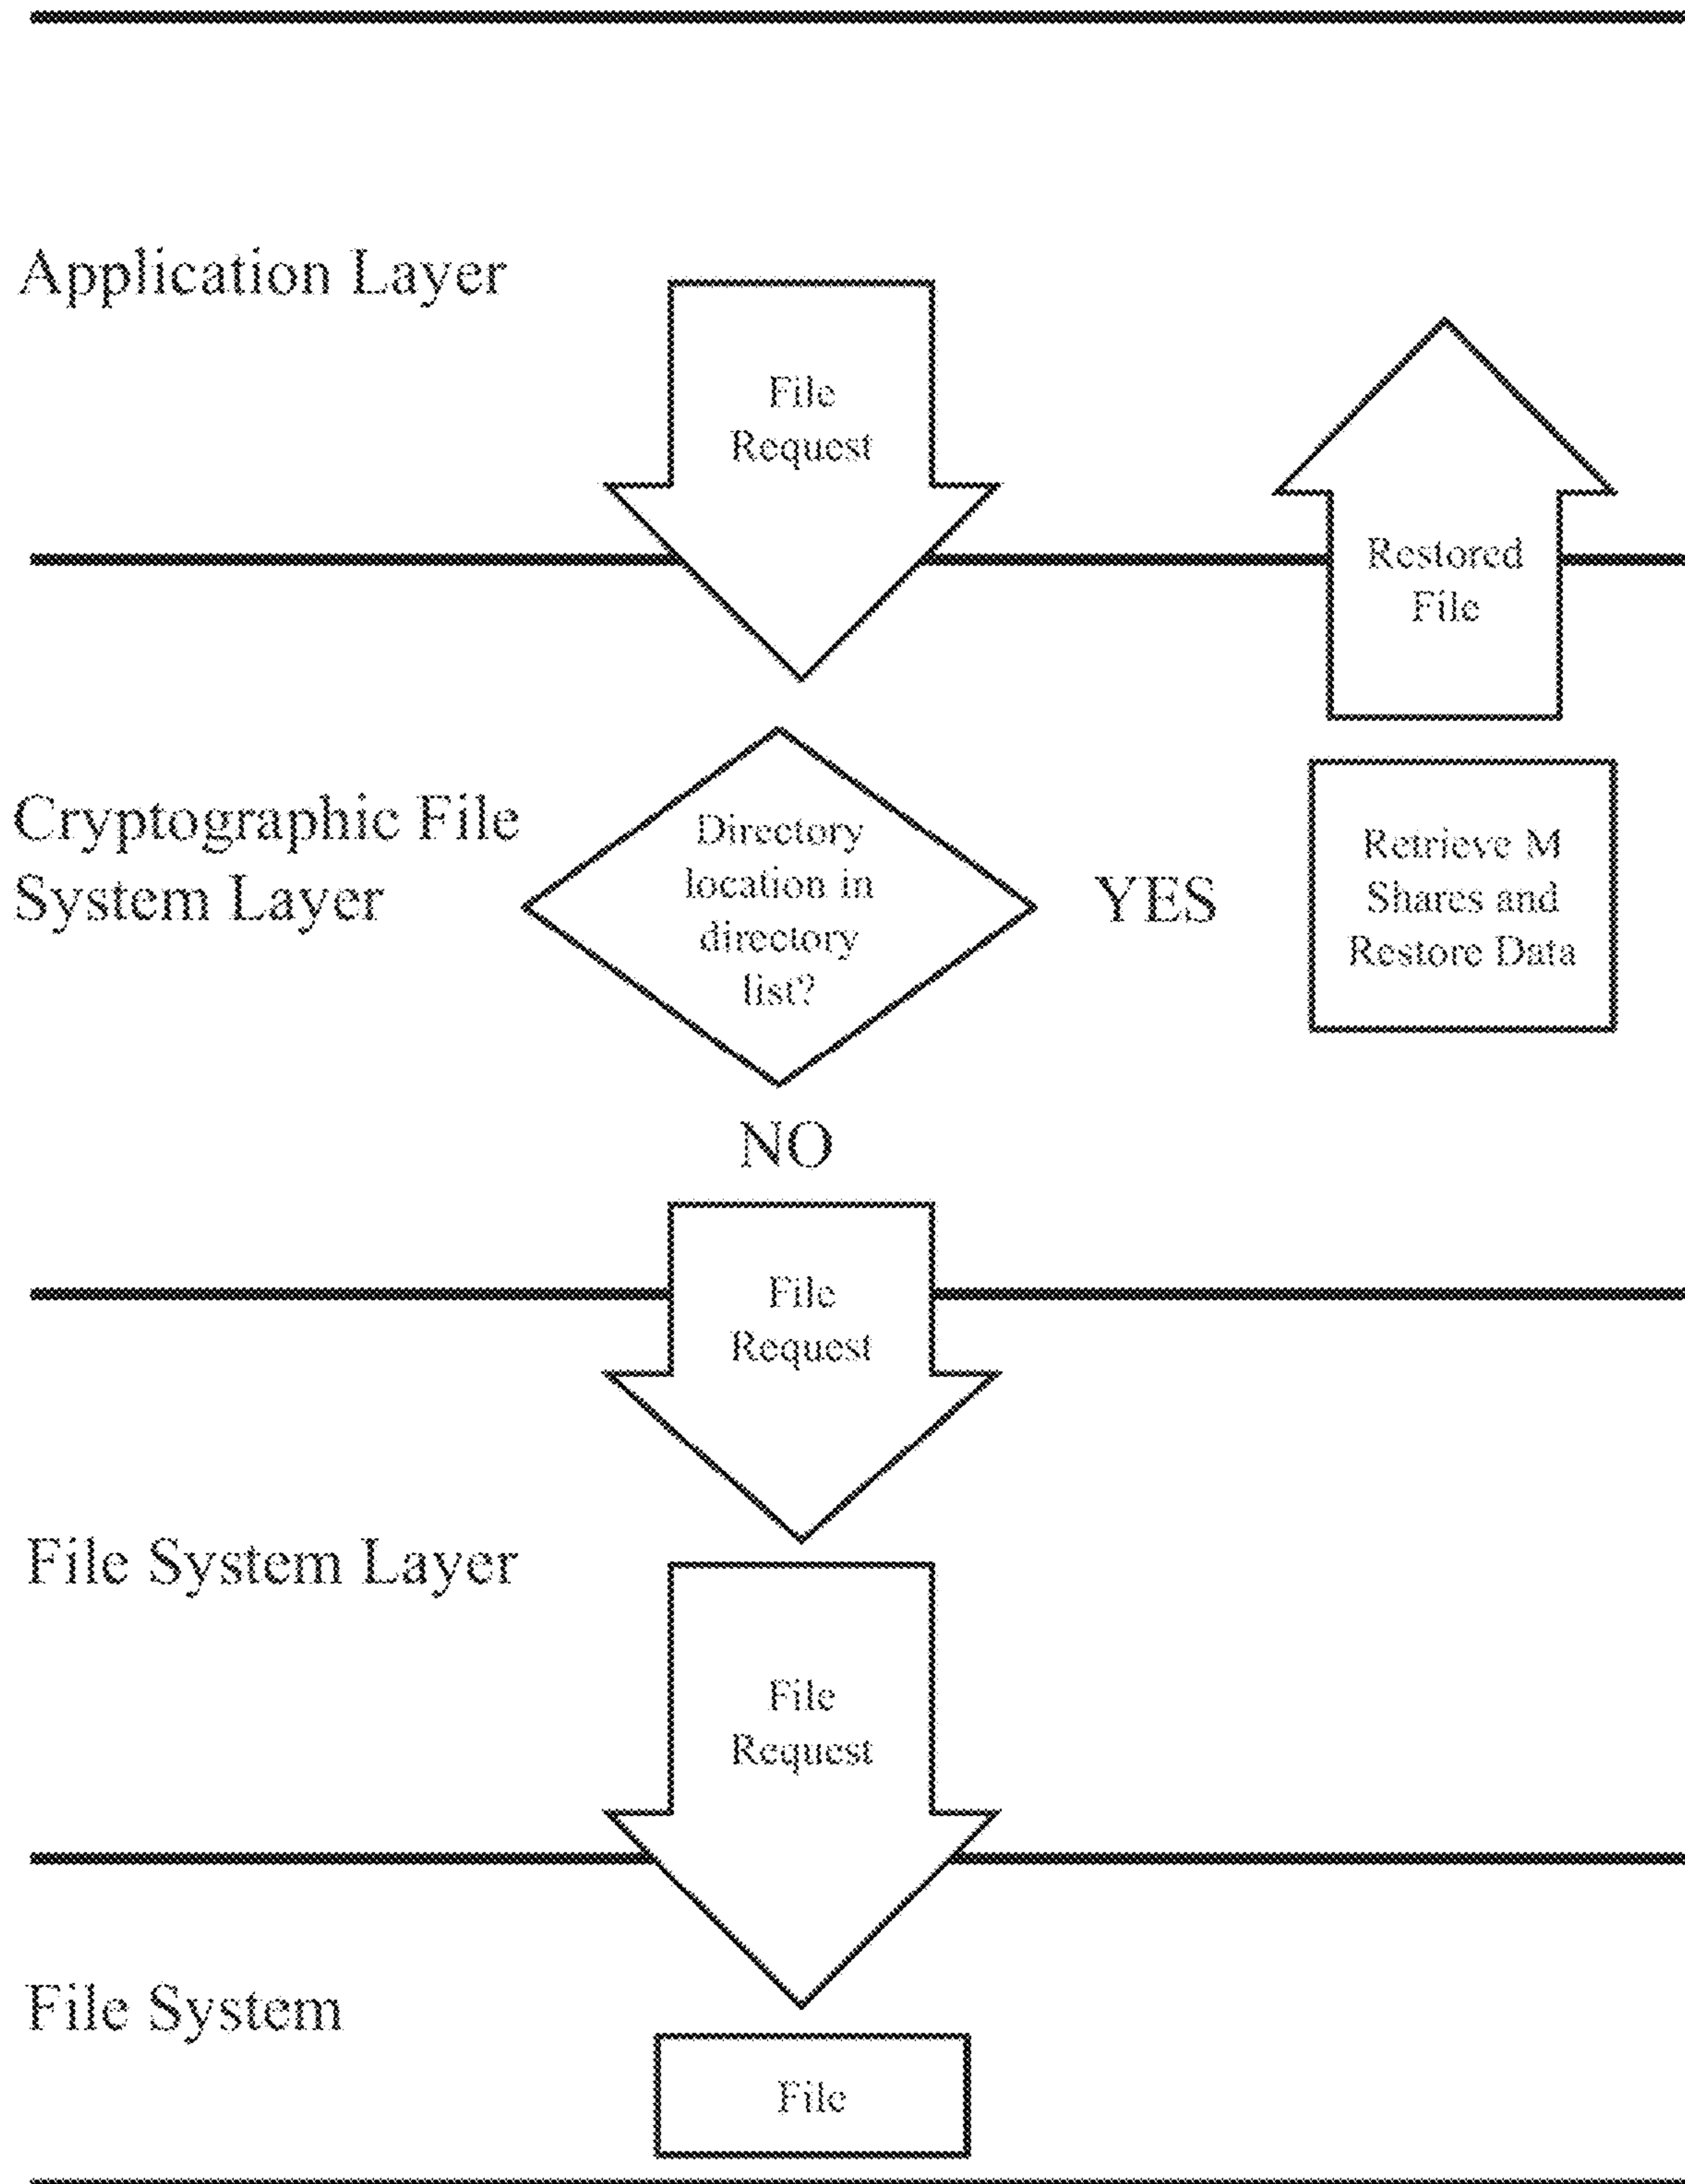 Application Layer
File
Request
Restored
File
Cryptographic File
System Layer
Directory
location in
directory
list?
YES
Retrieve M
Shares and
Restore Data
NO
File
Request
File System Layer
File
Request
File System
File